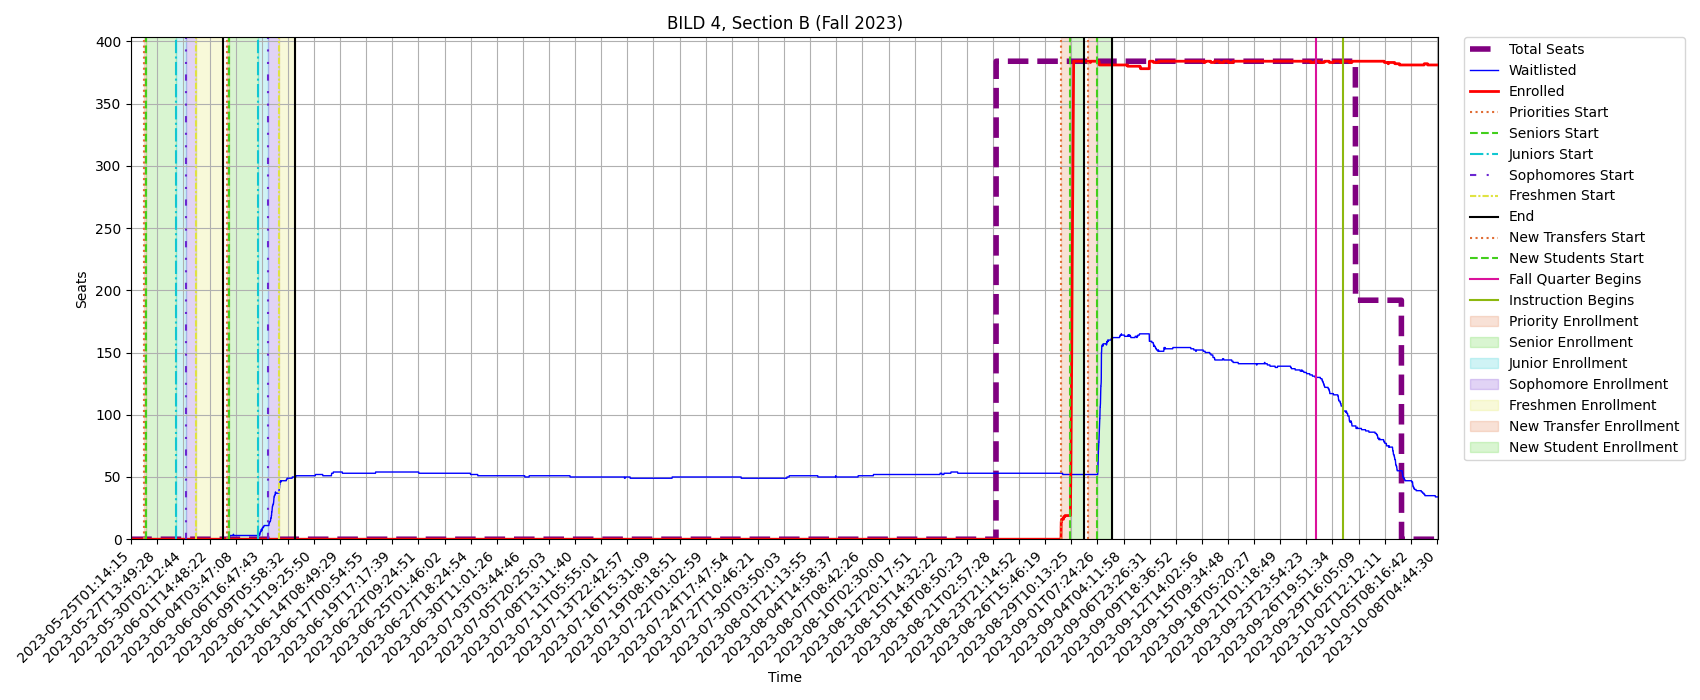 BILD 4, Section B (Fall 2023)
400
350
300
250
200
150
100
50
0
Seats
2023-05-25T01:14:15
2023-05-27T13:49:28
2023-05-30T02:12:44
2023-06-01T14:48:22
2023-06-04T03:47:08
2023-06-06T16:47:43
2023-06-09T05:58:32
2023-06-11T19:25:50
2023-06-14T08:49:29
2023-06-17T00:54:55
2023-06-19T17:17:39
2023-06-22T09:24:51
2023-06-25T01:46:02
2023-06-27T18:24:54
2023-06-30T11:01:26
2023-07-03T03:44:46
2023-07-05T20:25:03
2023-07-08T13:11:40
2023-07-11T05:55:01
2023-07-13T22:42:57
2023-07-16T15:31:09
2023-07-19T08:18:51
2023-07-22T01:02:59
2023-07-24T17:47:54
2023-07-27T10:46:21
2023-07-30T03:50:03
2023-08-01T21:13:55
2023-08-04T14:58:37
2023-08-07T08:42:26
2023-08-10T02:30:00
2023-08-12T20:17:51
2023-08-15T14:32:22
2023-08-18T08:50:23
2023-08-21T02:57:28
2023-08-23T21:14:52
2023-08-26T15:46:19
2023-08-29T10:13:25
2023-09-01T07:24:26
2023-09-04T04:11:58
2023-09-06T23:26:31
2023-09-09T18:36:52
2023-09-12T14:02:56
2023-09-15T09:34:48
2023-09-18T05:20:27
2023-09-21T01:18:49
2023-09-23T23:54:23
2023-09-26T19:51:34
2023-09-29T16:05:09
2023-10-02T12:12:11
2023-10-05T08:16:42
2023-10-08T04:44:30
Time
Total Seats
Waitlisted
Enrolled
Priorities Start
Seniors Start
Juniors Start
Sophomores Start
Freshmen Start
End
New Transfers Start
New Students Start
Fall Quarter Begins
Instruction Begins
Priority Enrollment
Senior Enrollment
Junior Enrollment
Sophomore Enrollment
Freshmen Enrollment
New Transfer Enrollment
New Student Enrollment